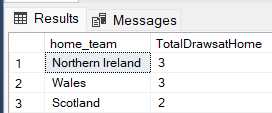 Results Messages
home_team TotalDrawsatHome
1 Northern Ireland 3
2 Wales 3
3 Scotland 2